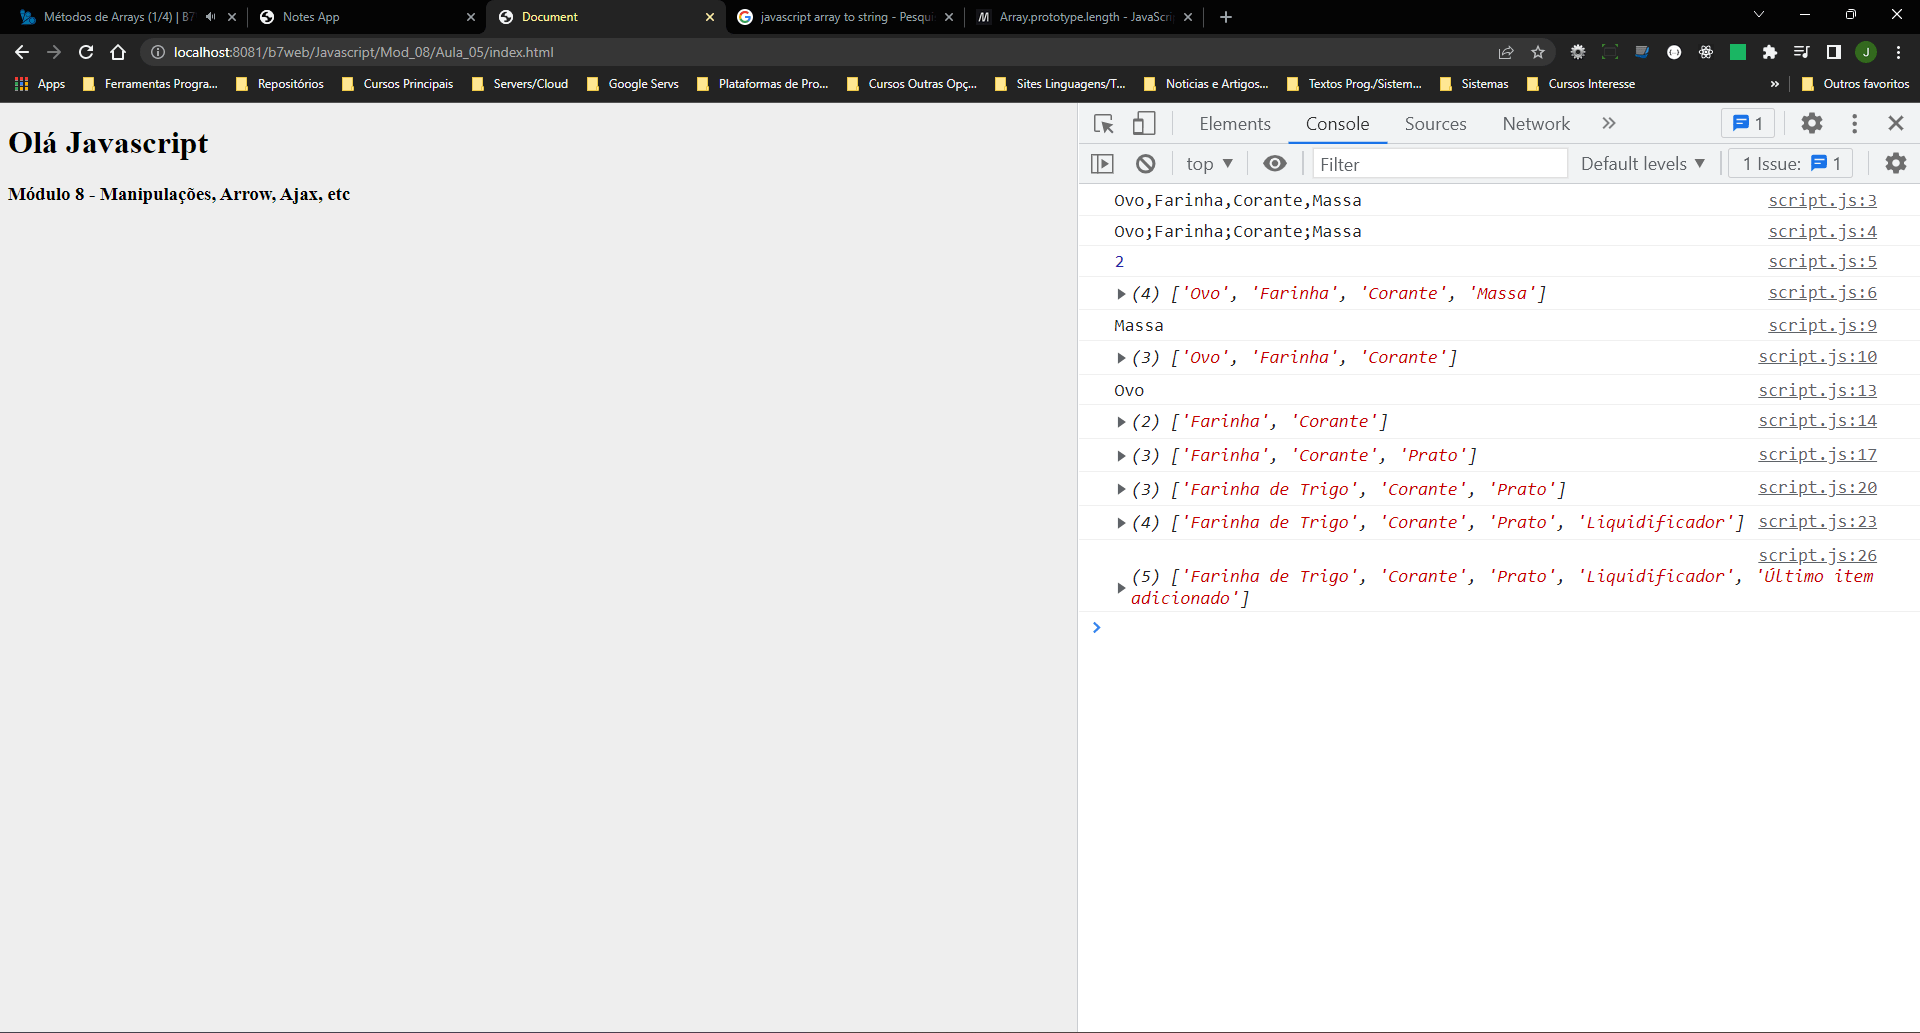 Métodos de Arrays (1/4) | B7
Notes App
Document
javascript array to string - Pesqui
Array.prototype.length - JavaScri
localhost:8081/b7web/Javascript/Mod_08/Aula_05/index.html
J
Apps
Ferramentas Progra...
Repositórios
Cursos Principais
Servers/Cloud
Google Servs
Plataformas de Pro...
Cursos Outras Opç...
Sites Linguagens/T...
Noticias e Artigos...
Textos Prog./Sistem...
Sistemas
Cursos Interesse
»
Outros favoritos
Olá Javascript
Módulo 8 - Manipulações, Arrow, Ajax, etc
Elements Console Sources Network » 1
top Filter Default levels 1 Issue: 1
Ovo,Farinha,Corante,Massa script.js:3
Ovo;Farinha;Corante;Massa script.js:4
2 script.js:5
(4) ['Ovo', 'Farinha', 'Corante', 'Massa'] script.js:6
Massa script.js:9
(3) ['Ovo', 'Farinha', 'Corante'] script.js:10
Ovo script.js:13
(2) ['Farinha', 'Corante'] script.js:14
(3) ['Farinha', 'Corante', 'Prato'] script.js:17
(3) ['Farinha de Trigo', 'Corante', 'Prato'] script.js:20
(4) ['Farinha de Trigo', 'Corante', 'Prato', 'Liquidificador'] script.js:23
script.js:26
(5) ['Farinha de Trigo', 'Corante', 'Prato', 'Liquidificador', 'Último item
adicionado']